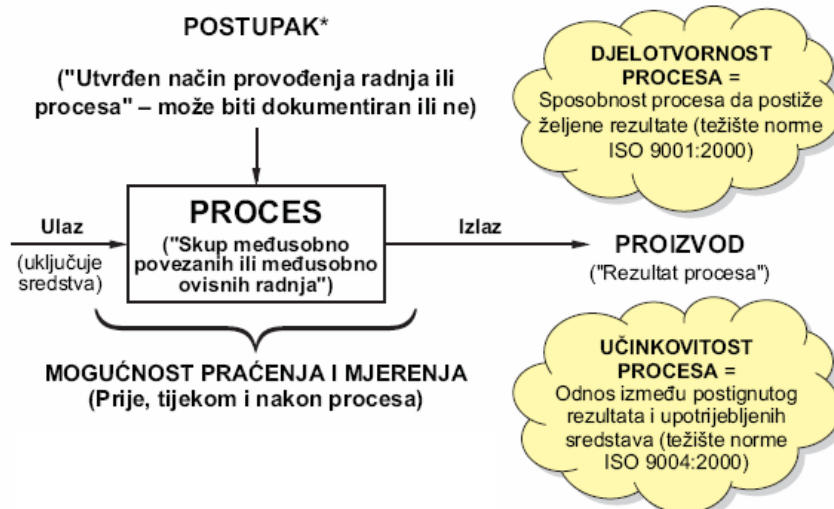 POSTUPAK*
("Utvrđen način provođenja radnja ili
procesa" – može biti dokumentiran ili ne)
DJELOTVORNOST
PROCESA =
Sposobnost procesa da postiže
željene rezultate (težište norme
ISO 9001:2000)
Ulaz
(uključuje
sredstva)
PROCES
("Skup međusobno
povezanih ili međusobno
ovisnih radnja")
Izlaz
PROIZVOD
("Rezultat procesa")
MOGUĆNOST PRAĆENJA I MJERENJA
(Prije, tijekom i nakon procesa)
UČINKOVITOST
PROCESA =
Odnos između postignutog
rezultata i upotrijebljenih
sredstava (težište norme
ISO 9004:2000)